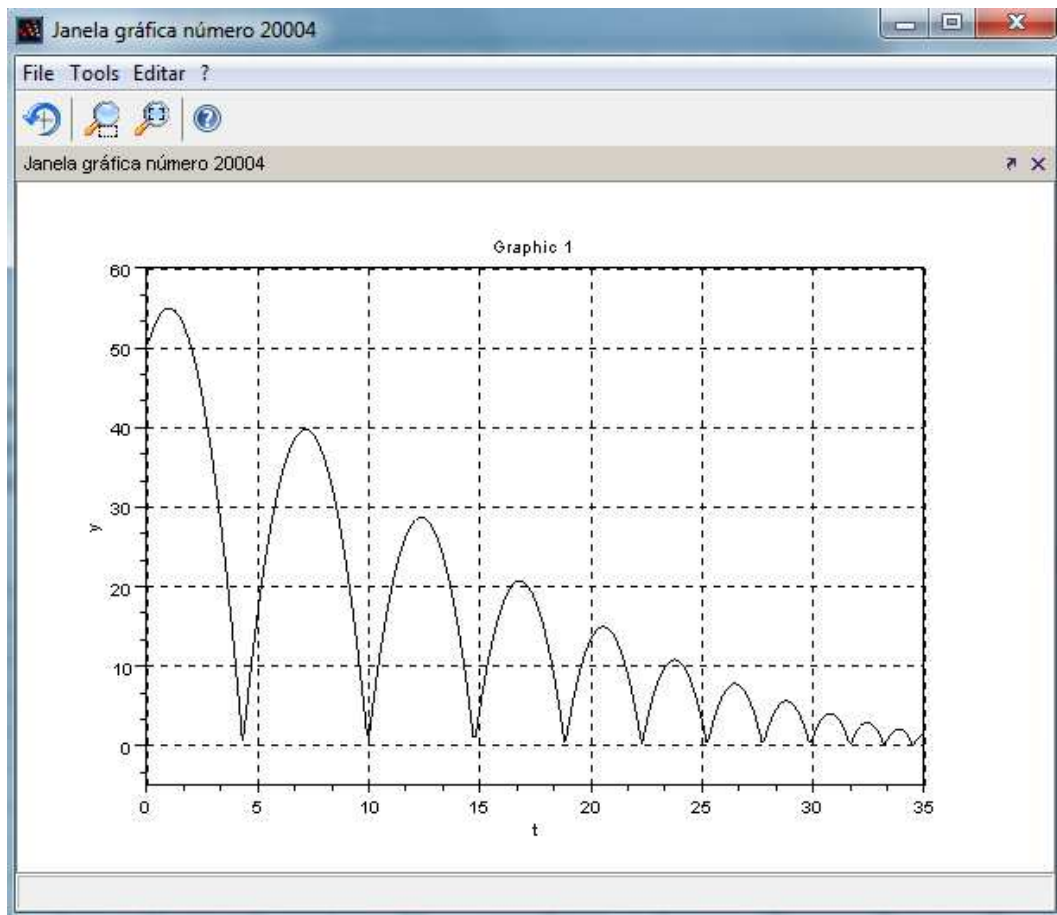 Janela gráfica número 20004
File Tools Editar ?
Janela gráfica número 20004
Graphic 1
60
50
40
30
20
10
0
y
0 5 10 15 20 25 30 35
t